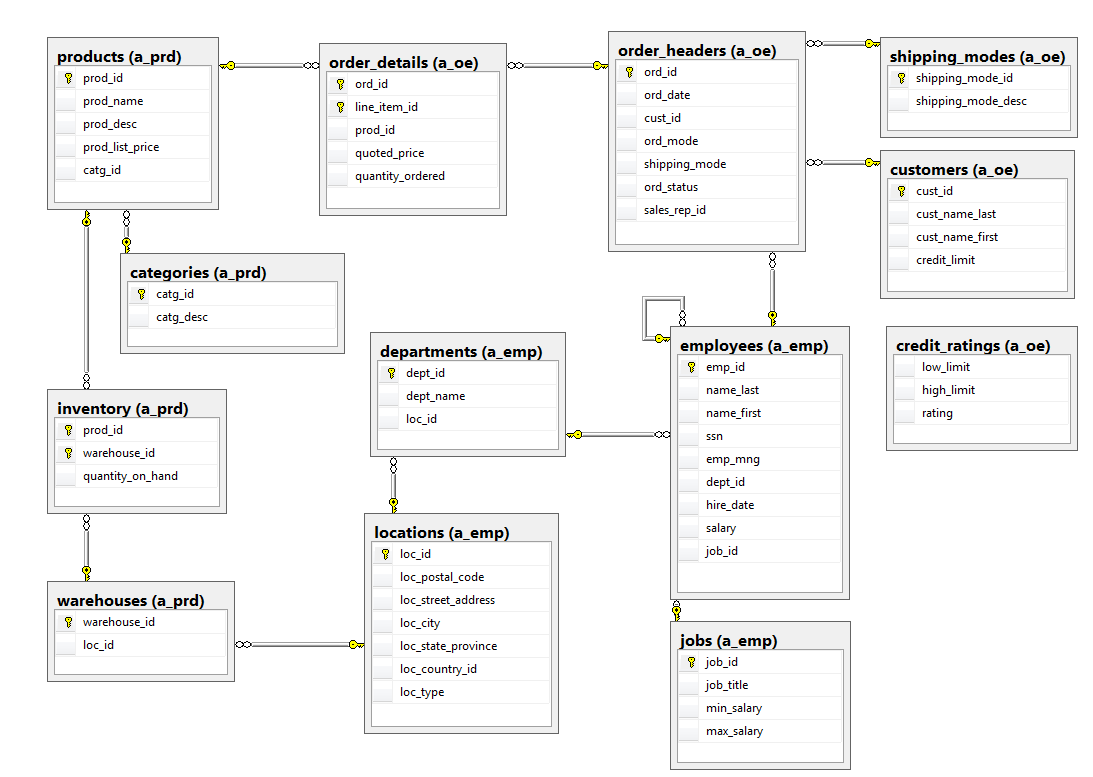 products (a_prd)
prod_id
prod_name
prod_desc
prod_list_price
catg_id
order_details (a_oe)
ord_id
line_item_id
prod_id
quoted_price
quantity_ordered
order_headers (a_oe)
ord_id
ord_date
cust_id
ord_mode
shipping_mode
ord_status
sales_rep_id
shipping_modes (a_oe)
shipping_mode_id
shipping_mode_desc
customers (a_oe)
cust_id
cust_name_last
cust_name_first
credit_limit
categories (a_prd)
catg_id
catg_desc
departments (a_emp)
dept_id
dept_name
loc_id
employees (a_emp)
emp_id
name_last
name_first
ssn
emp_mng
dept_id
hire_date
salary
job_id
credit_ratings (a_oe)
low_limit
high_limit
rating
inventory (a_prd)
prod_id
warehouse_id
quantity_on_hand
locations (a_emp)
loc_id
loc_postal_code
loc_street_address
loc_city
loc_state_province
loc_country_id
loc_type
warehouses (a_prd)
warehouse_id
loc_id
jobs (a_emp)
job_id
job_title
min_salary
max_salary